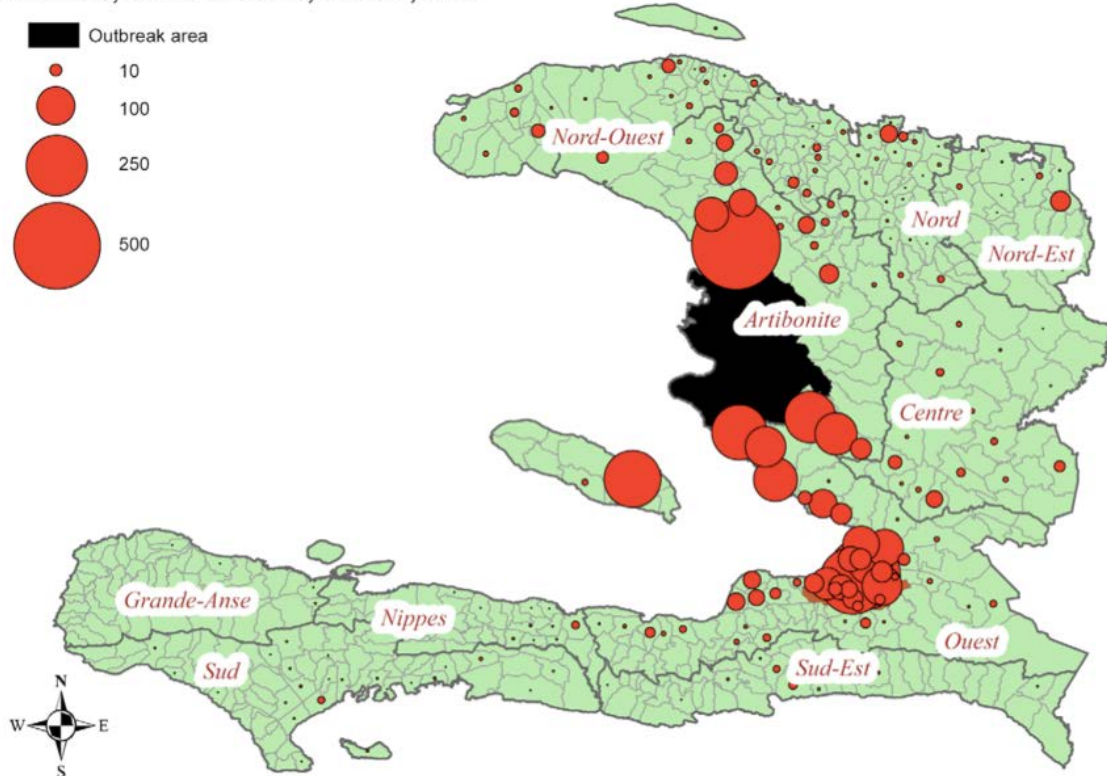 Outbreak area
10
100
250
500
Nord-Ouest
Nord
Nord-Est
Artibonite
Centre
Grande-Anse
Nippes
Ouest
Sud
Sud-Est
N
W
E
S